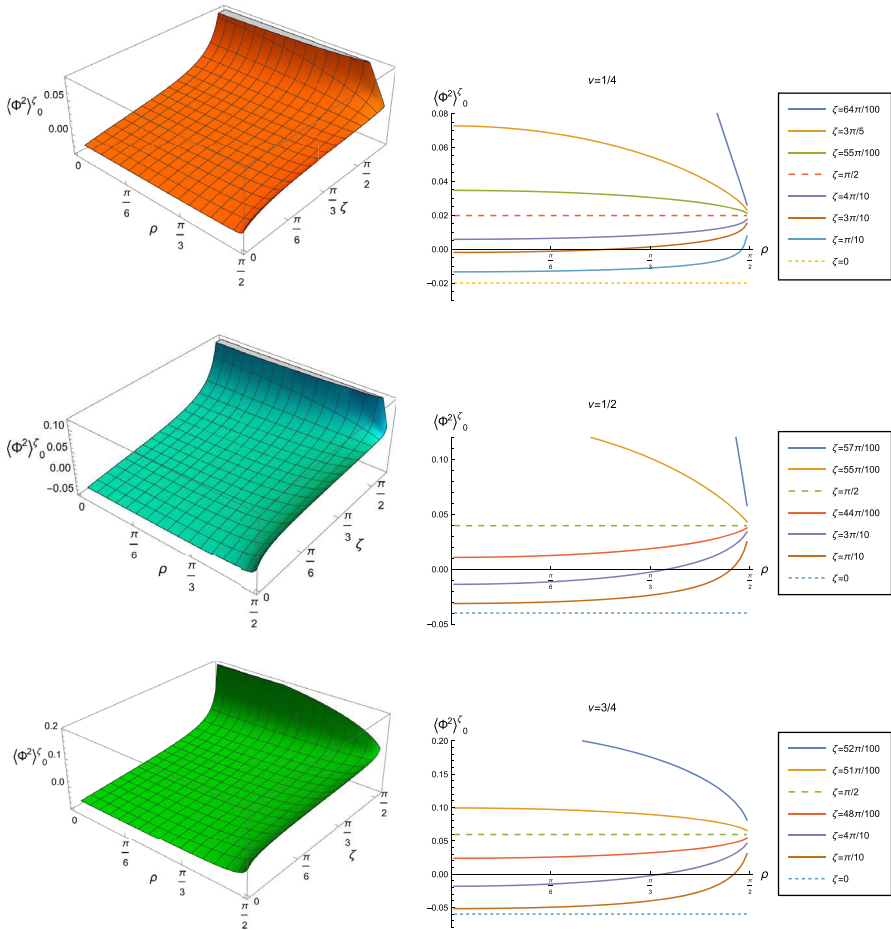 ⟨Φ²⟩^ζ_0
0.05
0.00
0
π/6
ρ
π/3
π/2
0
π/6
π/3
ζ
π/2
ν=1/4
⟨Φ²⟩^ζ_0
0.08
0.06
0.04
0.02
0.00
-0.02
π/6
π/3
π/2
ρ
ζ=64π/100
ζ=3π/5
ζ=55π/100
ζ=π/2
ζ=4π/10
ζ=3π/10
ζ=π/10
ζ=0
⟨Φ²⟩^ζ_0
0.10
0.05
0.00
-0.05
0
π/6
ρ
π/3
π/2
0
π/6
π/3
ζ
π/2
ν=1/2
⟨Φ²⟩^ζ_0
0.10
0.05
0.00
-0.05
π/6
π/3
π/2
ρ
ζ=57π/100
ζ=55π/100
ζ=π/2
ζ=44π/100
ζ=3π/10
ζ=π/10
ζ=0
⟨Φ²⟩^ζ_0
0.2
0.1
0.0
0
π/6
ρ
π/3
π/2
0
π/6
π/3
ζ
π/2
ν=3/4
⟨Φ²⟩^ζ_0
0.20
0.15
0.10
0.05
0.00
-0.05
π/6
π/3
π/2
ρ
ζ=52π/100
ζ=51π/100
ζ=π/2
ζ=48π/100
ζ=4π/10
ζ=π/10
ζ=0